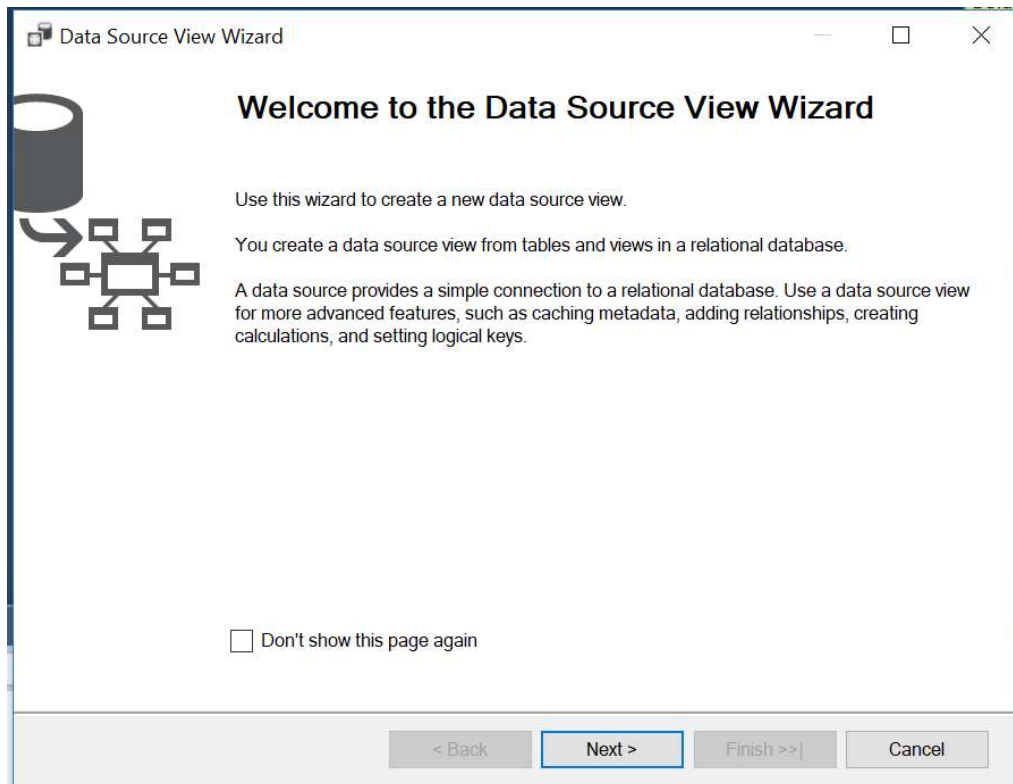 Data Source View Wizard
Welcome to the Data Source View Wizard
Use this wizard to create a new data source view.
You create a data source view from tables and views in a relational database.
A data source provides a simple connection to a relational database. Use a data source view
for more advanced features, such as caching metadata, adding relationships, creating
calculations, and setting logical keys.
Don't show this page again
< Back
Next >
Finish >>|
Cancel